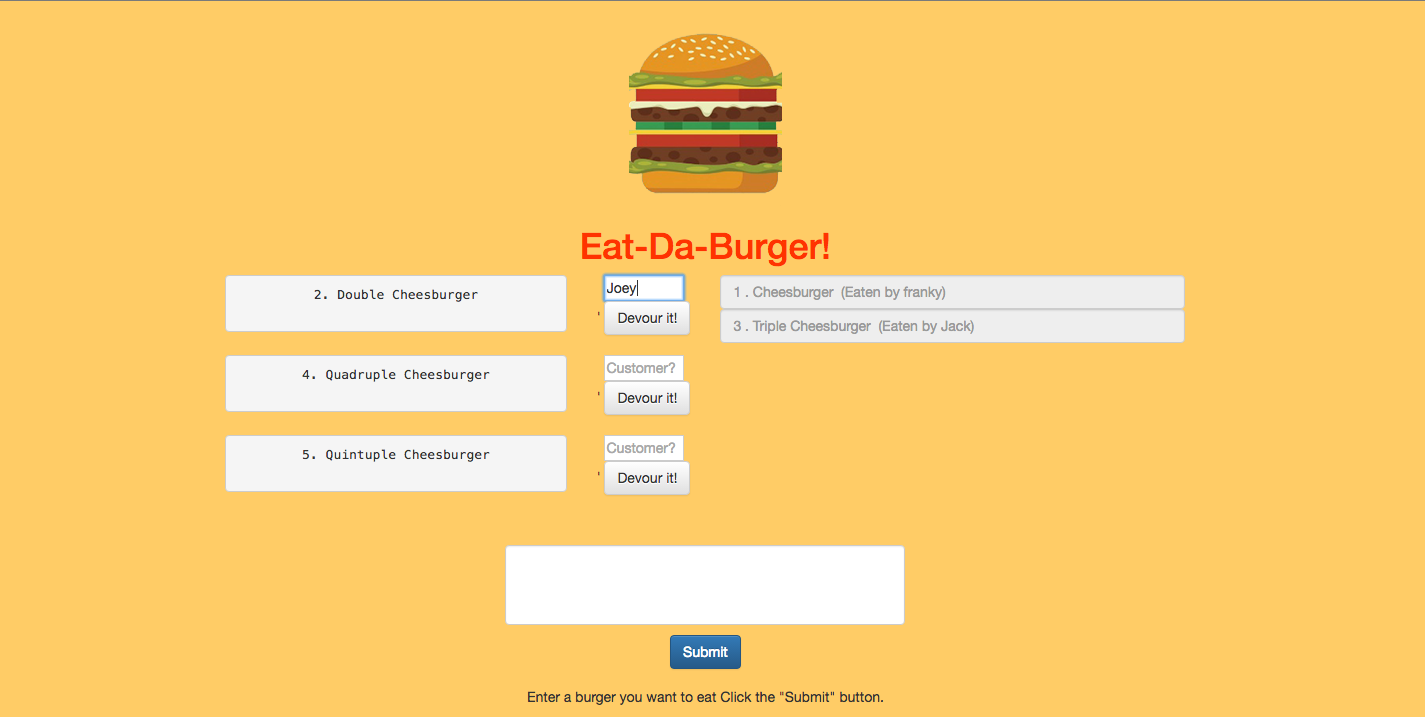 Eat-Da-Burger!
2. Double Cheesburger
Joey
' Devour it!
1 . Cheesburger  (Eaten by franky)
3 . Triple Cheesburger  (Eaten by Jack)
4. Quadruple Cheesburger
Customer?
' Devour it!
5. Quintuple Cheesburger
Customer?
' Devour it!
Submit
Enter a burger you want to eat Click the "Submit" button.